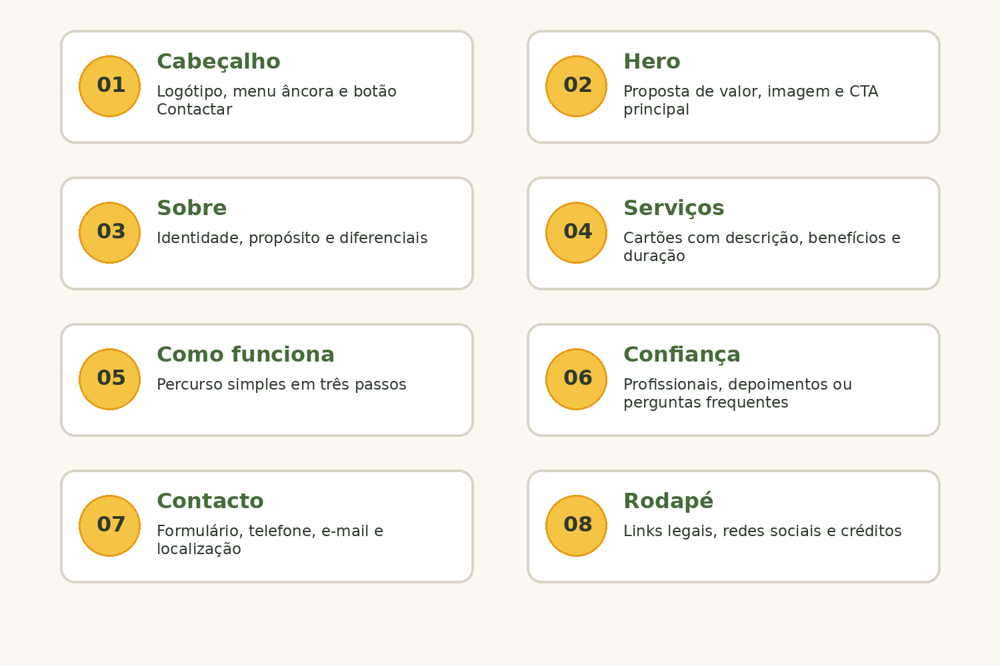 01
Cabeçalho
Logótipo, menu âncora e botão
Contactar
02
Hero
Proposta de valor, imagem e CTA
principal
03
Sobre
Identidade, propósito e diferenciais
04
Serviços
Cartões com descrição, benefícios e
duração
05
Como funciona
Percurso simples em três passos
06
Confiança
Profissionais, depoimentos ou
perguntas frequentes
07
Contacto
Formulário, telefone, e-mail e
localização
08
Rodapé
Links legais, redes sociais e créditos